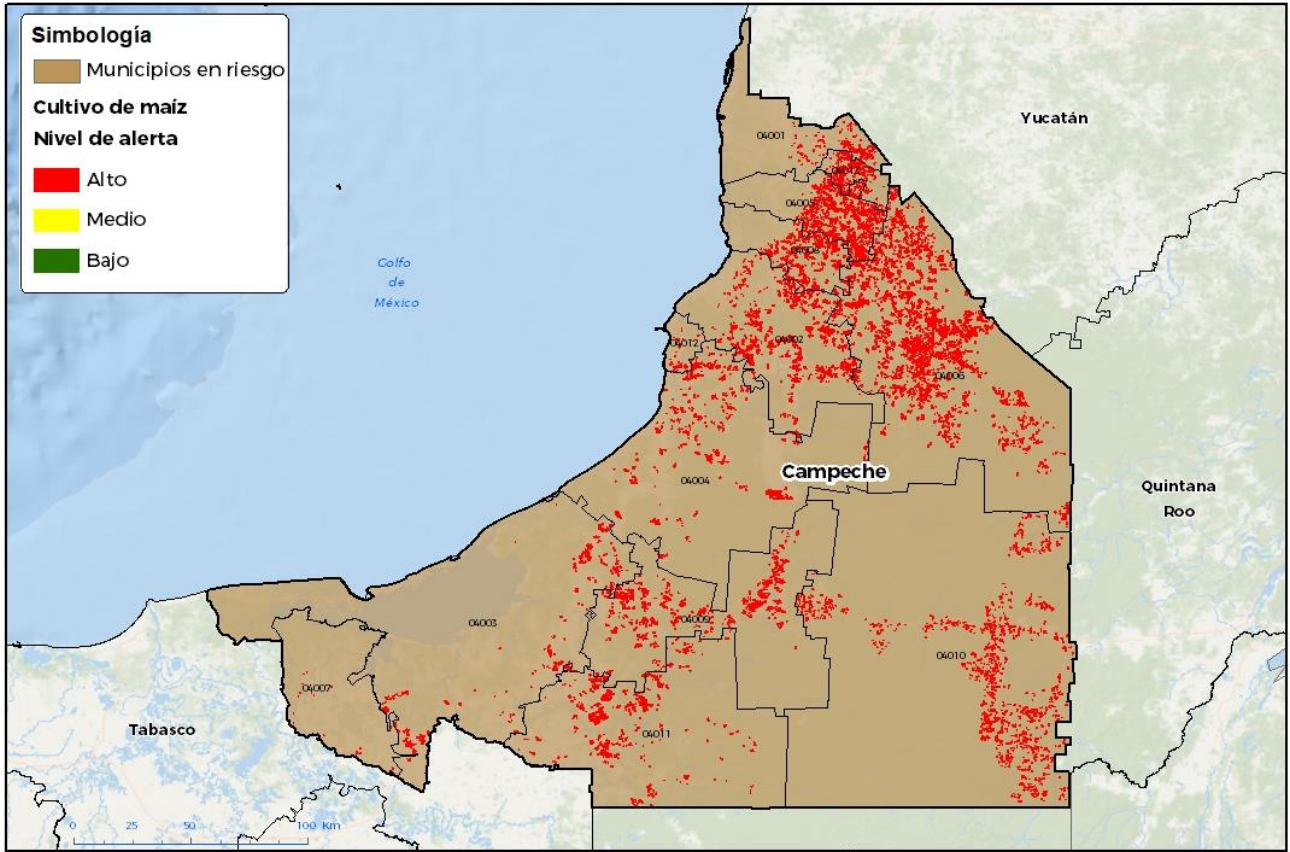 Simbología
Municipios en riesgo
Cultivo de maíz
Nivel de alerta
Alto
Medio
Bajo
Yucatán
04001
04005
Golfo
de
México
04012
04002
04006
Campeche
04004
Quintana
Roo
04003
04009
04010
04007
Tabasco
04011
0 25 50 100 Km